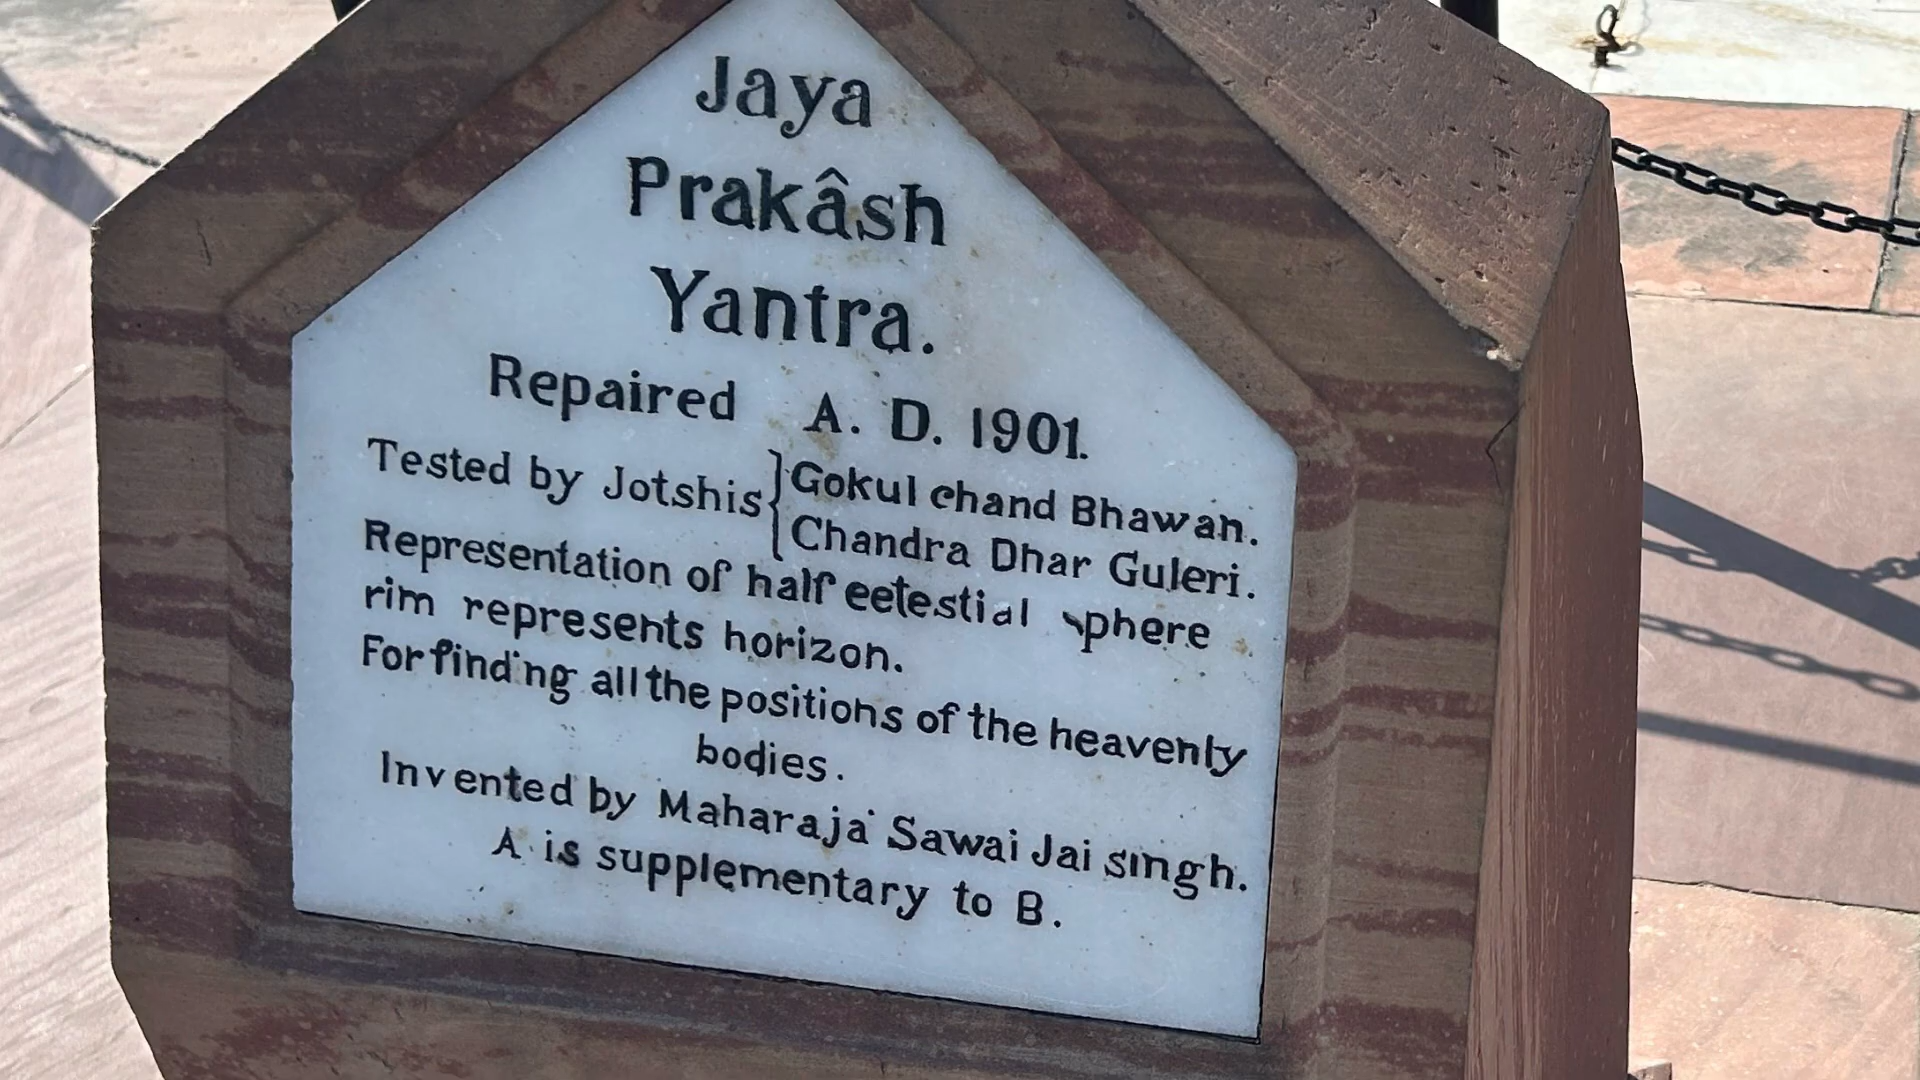 Jaya
Prakâsh
Yantra.
Repaired A. D. 1901.
Tested by Jotshis { Gokul chand Bhawan.
Chandra Dhar Guleri.
Representation of half eetestial sphere
rim represents horizon.
For finding all the positions of the heavenly
bodies.
Invented by Maharaja Sawai Jai singh.
A is supplementary to B.